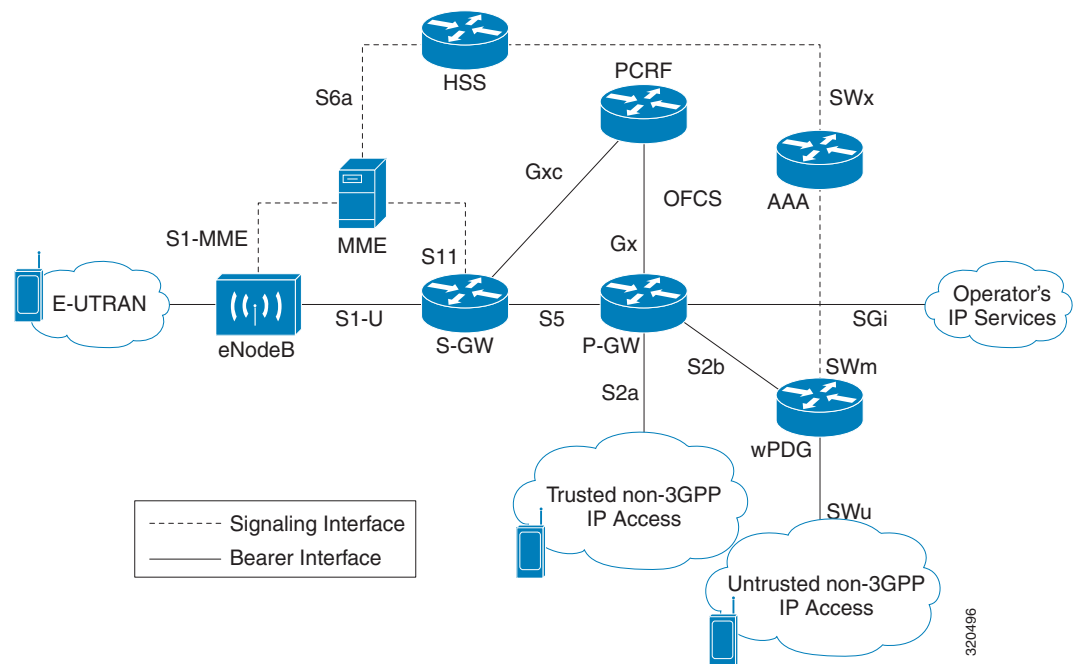 HSS
PCRF
S6a
SWx
Gxc
OFCS
AAA
S1-MME
MME
S11
Gx
E-UTRAN
eNodeB
S1-U
S-GW
S5
P-GW
SGi
Operator's
IP Services
S2a
S2b
SWm
wPDG
Trusted non-3GPP
IP Access
SWu
Untrusted non-3GPP
IP Access
Signaling Interface
Bearer Interface
320496